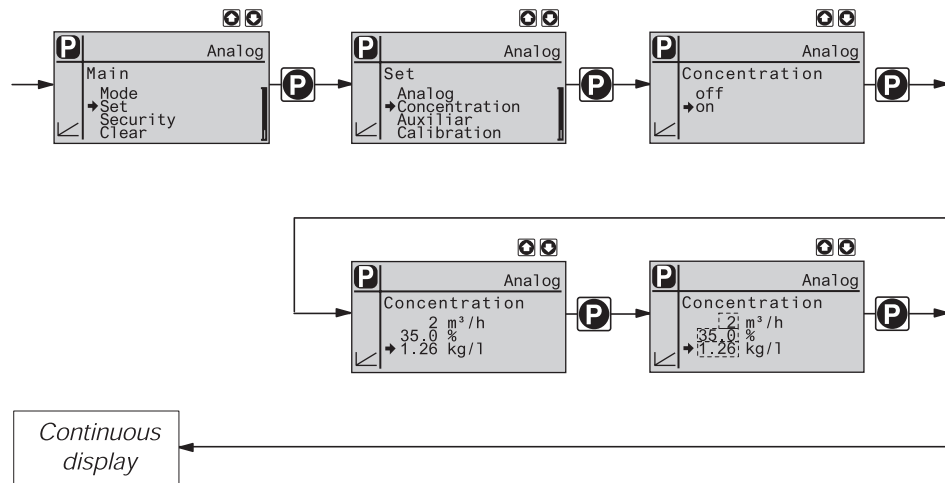 P
Analog
Main
Mode
➔Set
Security
Clear
P
P
Analog
Set
Analog
➔Concentration
Auxiliar
Calibration
P
P
Analog
Concentration
off
➔on
P
P
Analog
Concentration
2 m³/h
35.0 %
➔1.26 kg/l
P
P
Analog
Concentration
2 m³/h
35.0 %
➔1.26 kg/l
P
Continuous
display